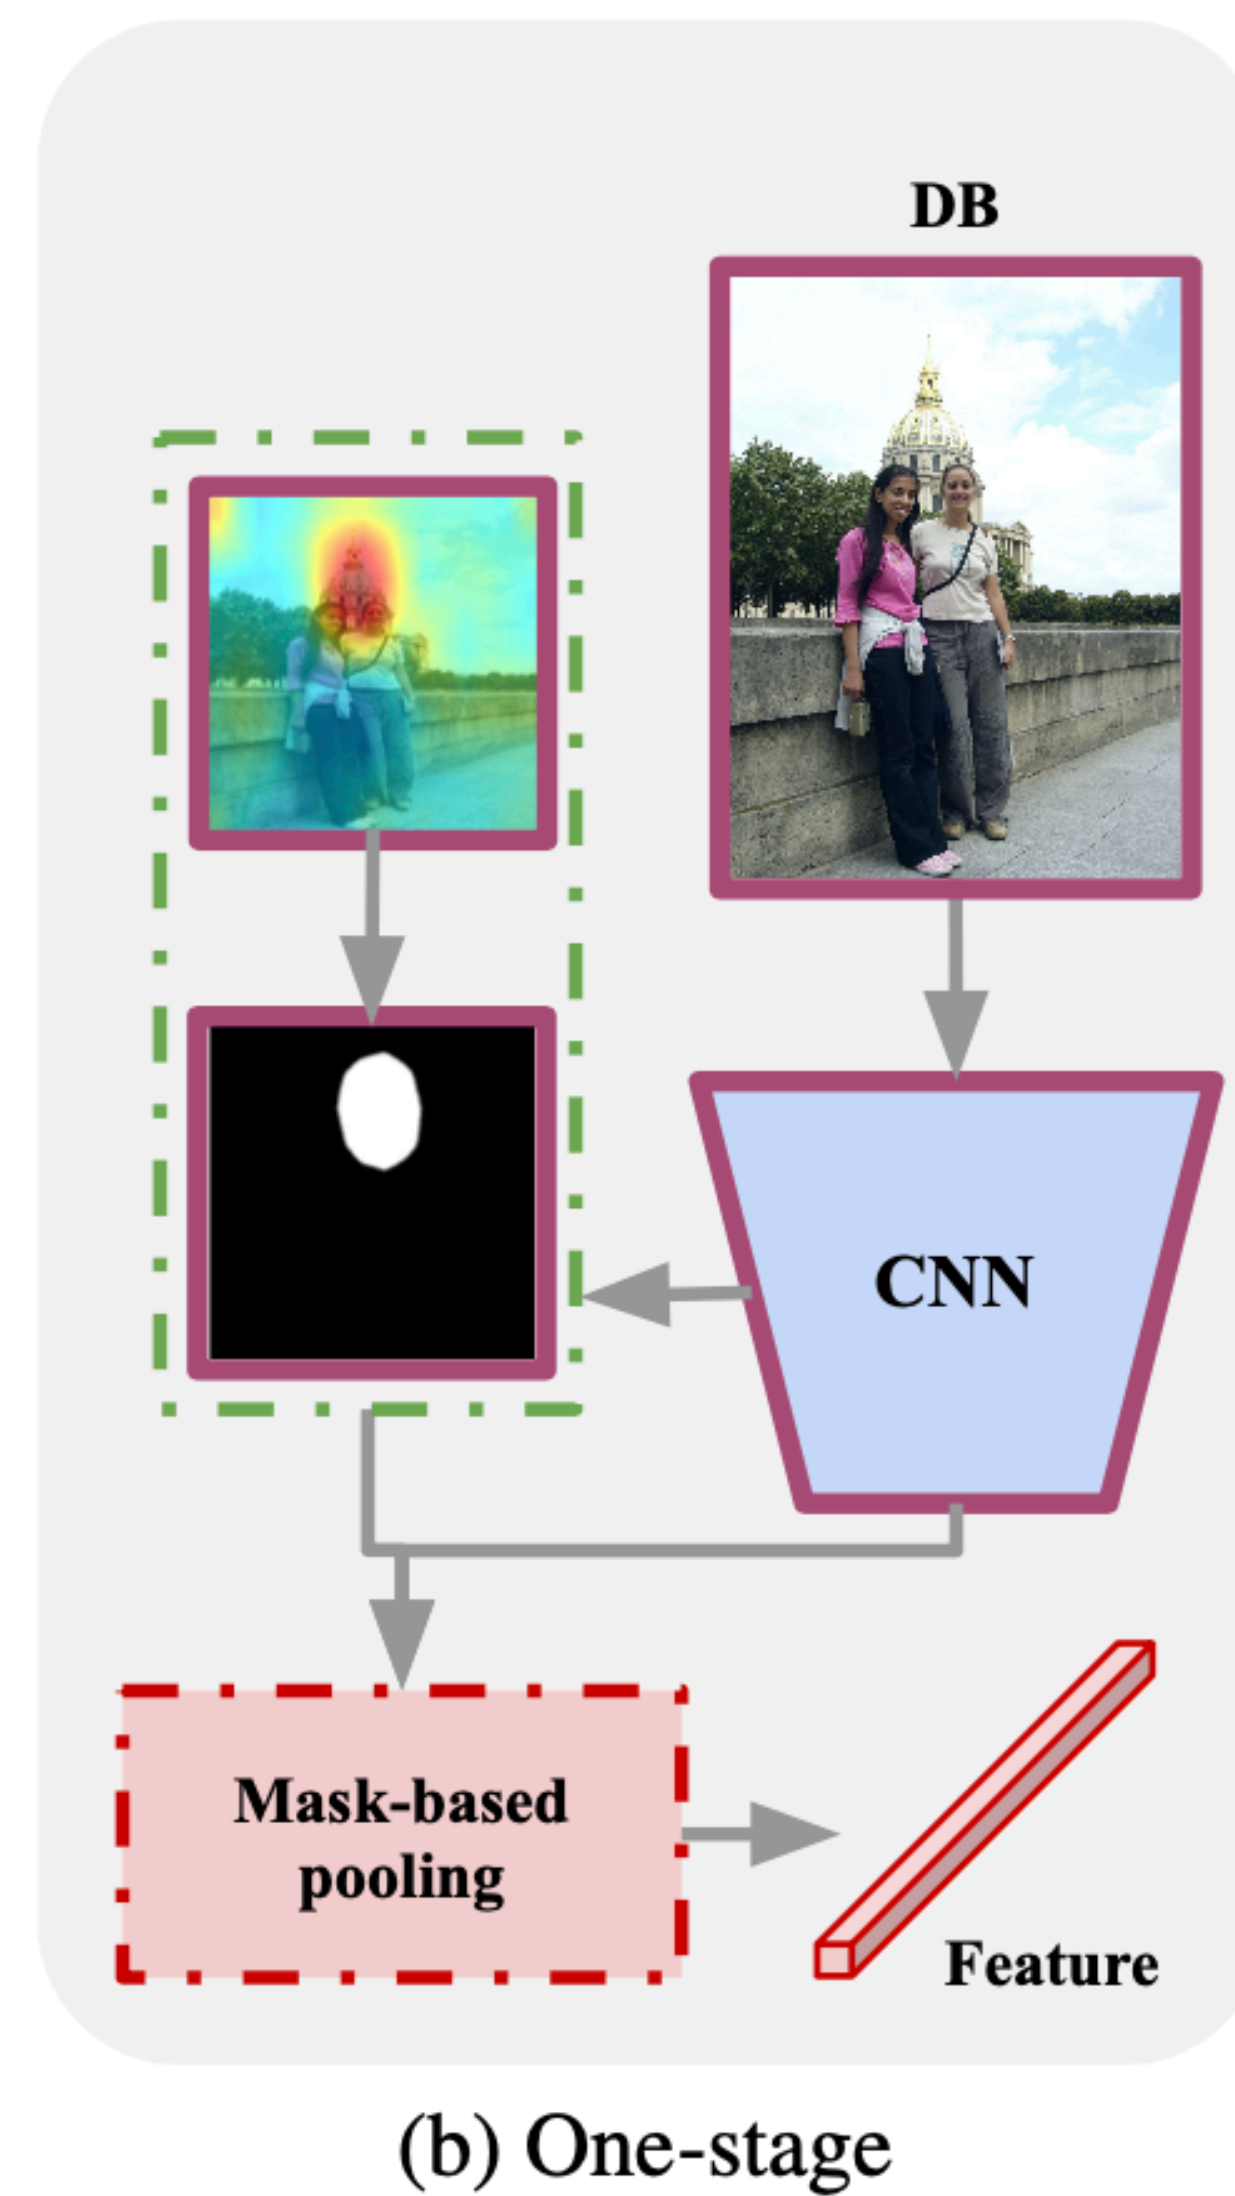 DB
CNN
Mask-based
pooling
Feature
(b) One-stage